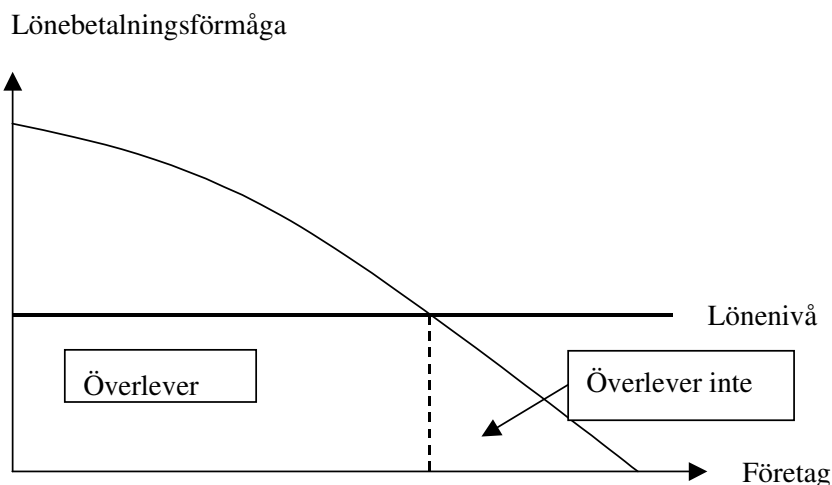 Lönebetalningsförmåga
Lönenivå
Överlever
Överlever inte
Företag